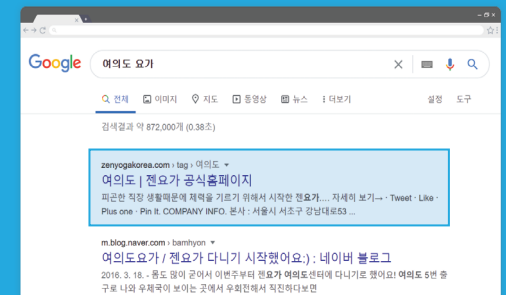 Google 여의도 요가
전체 이미지 지도 동영상 뉴스 더보기 설정 도구
검색결과 약 872,000개 (0.38초)
zenyogakorea.com › tag › 여의도
여의도 | 젠요가 공식홈페이지
피곤한 직장 생활때문에 체력을 기르기 위해서 시작한 젠요가.... 자세히 보기→ · Tweet · Like ·
Plus one · Pin It. COMPANY INFO. 본사 : 서울시 서초구 강남대로53 ...
m.blog.naver.com › bamhyon
여의도요가 / 젠요가 다니기 시작했어요:) : 네이버 블로그
2016. 3. 18. - 몸도 많이 굳어서 이번주부터 젠요가 여의도센터에 다니기로 했어요! 여의도 5번 출
구로 나와 우체국이 보이는 곳에서 우회전해서 직진하다보면